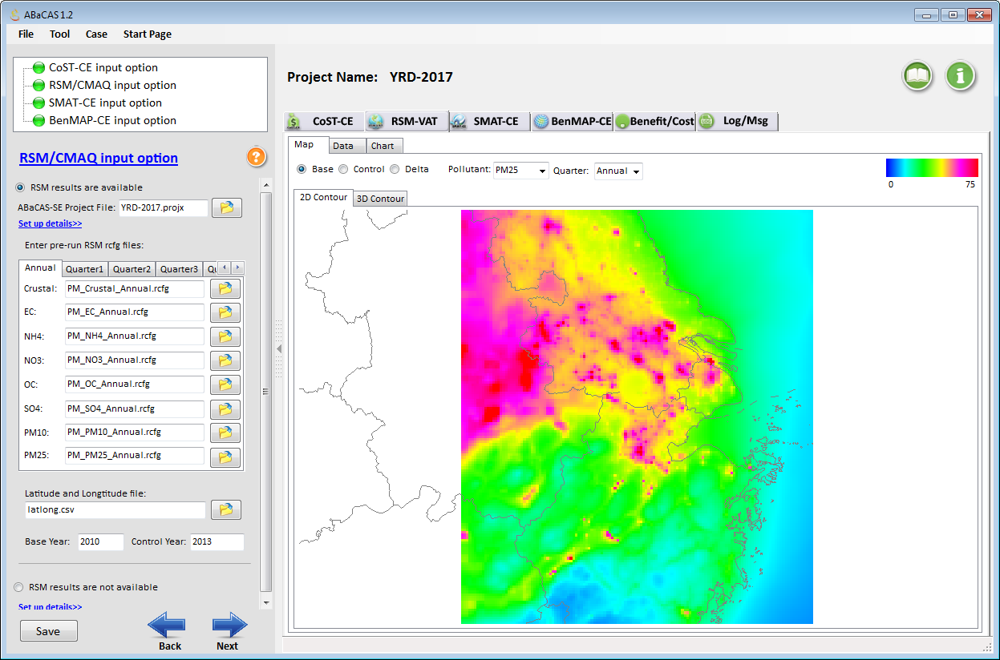 ABaCAS 1.2
File Tool Case Start Page
CoST-CE input option
RSM/CMAQ input option
SMAT-CE input option
BenMAP-CE input option
RSM/CMAQ input option
?
RSM results are available
ABaCAS-SE Project File: YRD-2017.projx
Set up details>>
Enter pre-run RSM rcfg files:
Annual Quarter1 Quarter2 Quarter3 Qu
Crustal: PM_Crustal_Annual.rcfg
EC: PM_EC_Annual.rcfg
NH4: PM_NH4_Annual.rcfg
NO3: PM_NO3_Annual.rcfg
OC: PM_OC_Annual.rcfg
SO4: PM_SO4_Annual.rcfg
PM10: PM_PM10_Annual.rcfg
PM25: PM_PM25_Annual.rcfg
Latitude and Longtitude file:
latlong.csv
Base Year: 2010 Control Year: 2013
RSM results are not available
Set up details>>
Save Back Next
Project Name: YRD-2017
CoST-CE RSM-VAT SMAT-CE BenMAP-CE Benefit/Cost Log/Msg
Map Data Chart
Base Control Delta Pollutant: PM25 Quarter: Annual
0 75
2D Contour 3D Contour